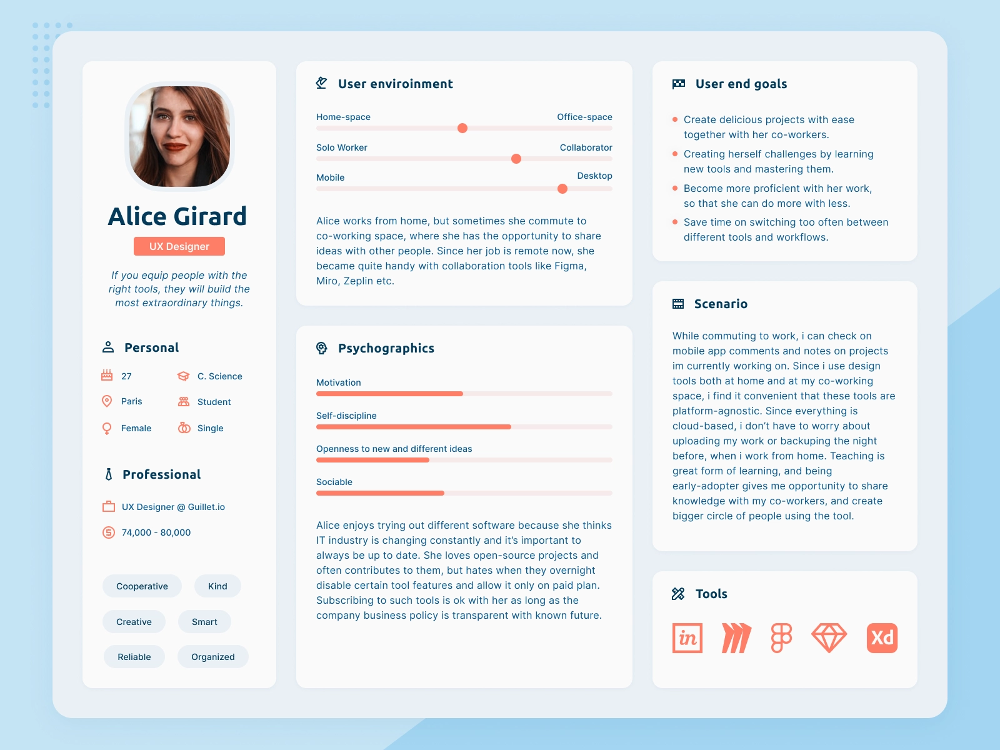 Alice Girard
UX Designer
If you equip people with the
right tools, they will build the
most extraordinary things.
Personal
27
C. Science
Paris
Student
Female
Single
Professional
UX Designer @ Guillet.io
74,000 - 80,000
Cooperative
Kind
Creative
Smart
Reliable
Organized
User enviroinment
Home-space
Office-space
Solo Worker
Collaborator
Mobile
Desktop
Alice works from home, but sometimes she commute to
co-working space, where she has the opportunity to share
ideas with other people. Since her job is remote now, she
became quite handy with collaboration tools like Figma,
Miro, Zeplin etc.
Psychographics
Motivation
Self-discipline
Openness to new and different ideas
Sociable
Alice enjoys trying out different software because she thinks
IT industry is changing constantly and it’s important to
always be up to date. She loves open-source projects and
often contributes to them, but hates when they overnight
disable certain tool features and allow it only on paid plan.
Subscribing to such tools is ok with her as long as the
company business policy is transparent with known future.
User end goals
Create delicious projects with ease
together with her co-workers.
Creating herself challenges by learning
new tools and mastering them.
Become more proficient with her work,
so that she can do more with less.
Save time on switching too often between
different tools and workflows.
Scenario
While commuting to work, i can check on
mobile app comments and notes on projects
im currently working on. Since i use design
tools both at home and at my co-working
space, i find it convenient that these tools are
platform-agnostic. Since everything is
cloud-based, i don’t have to worry about
uploading my work or backuping the night
before, when i work from home. Teaching is
great form of learning, and being
early-adopter gives me opportunity to share
knowledge with my co-workers, and create
bigger circle of people using the tool.
Tools
in
Xd